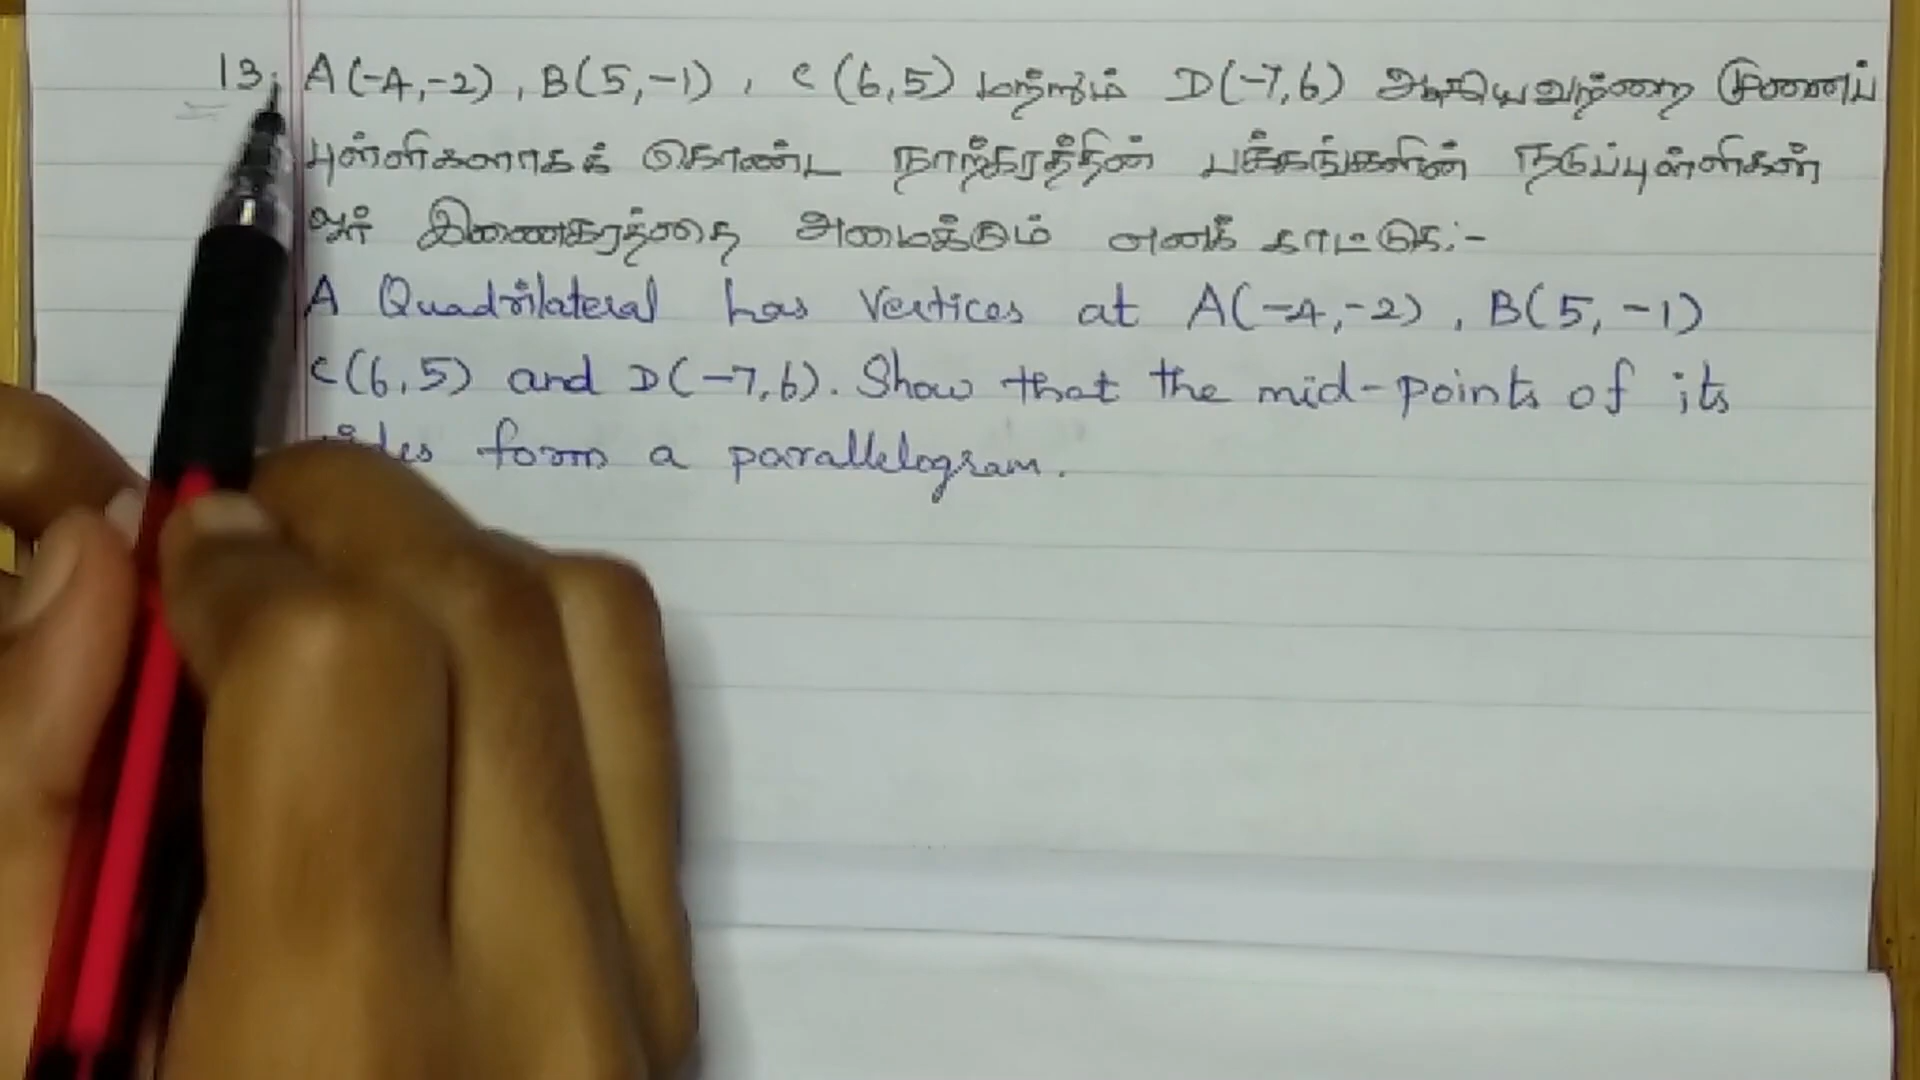 13. A(-4,-2), B(5,-1), C(6,5) மற்றும் D(-7,6) ஆகியவற்றை முனைப்
புள்ளிகளாகக் கொண்ட நாற்கரத்தின் பக்கங்களின் நடுப்புள்ளிகள்
ஓர் இணைகரத்தை அமைக்கும் எனக் காட்டுக:-
A Quadrilateral has vertices at A(-4,-2), B(5,-1)
C(6,5) and D(-7,6). Show that the mid-points of its
sides form a parallelogram.